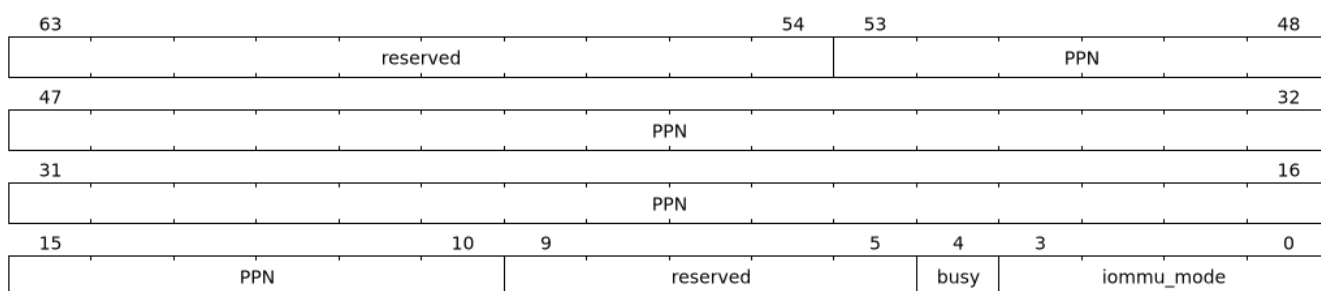 63 54 53 48
reserved PPN
47 32
PPN
31 16
PPN
15 10 9 5 4 3 0
PPN reserved busy iommu_mode